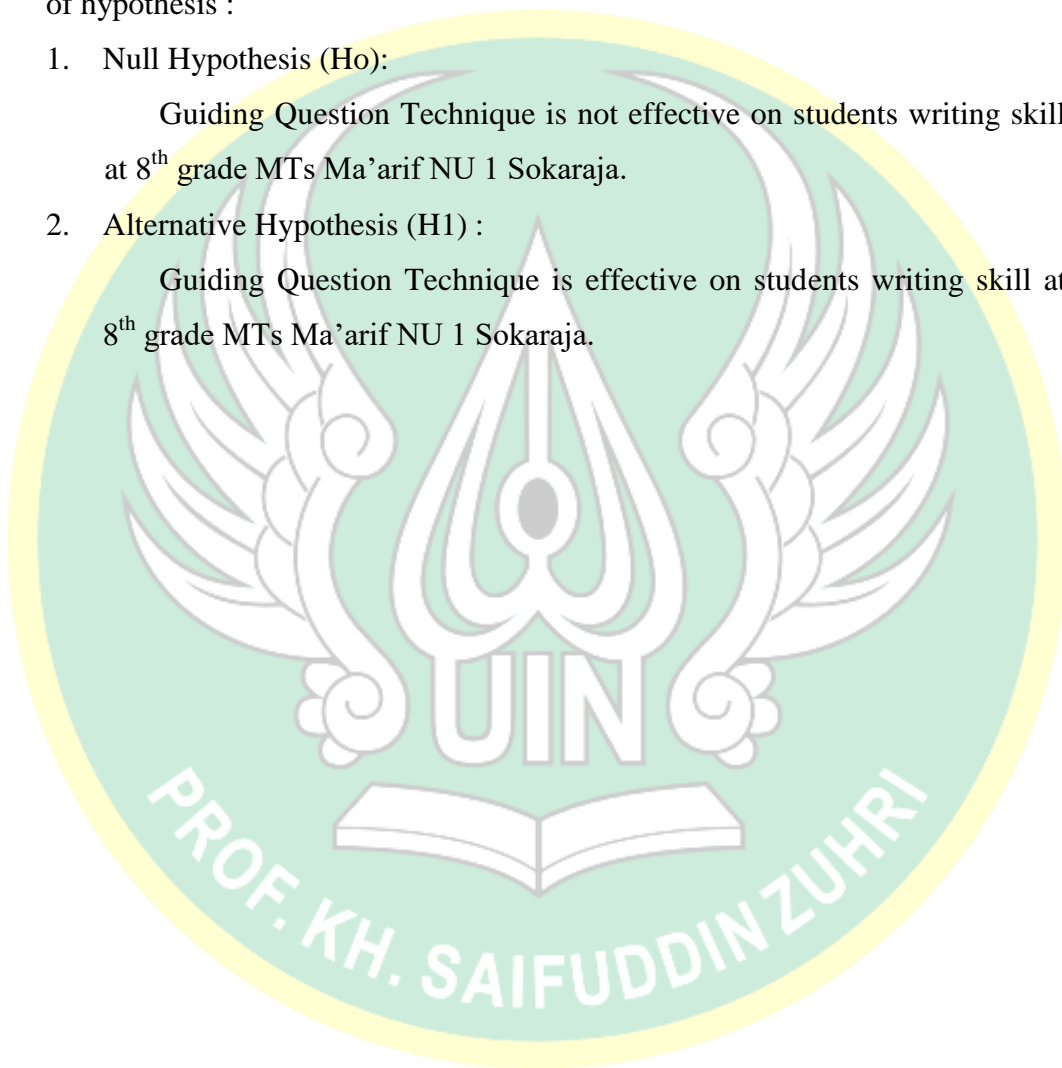 of hypothesis :
1. Null Hypothesis (Ho):
Guiding Question Technique is not effective on students writing skill
at 8th grade MTs Ma’arif NU 1 Sokaraja.
2. Alternative Hypothesis (H1) :
Guiding Question Technique is effective on students writing skill at
8th grade MTs Ma’arif NU 1 Sokaraja.
UIN
PROF. KH. SAIFUDDIN ZUHRI